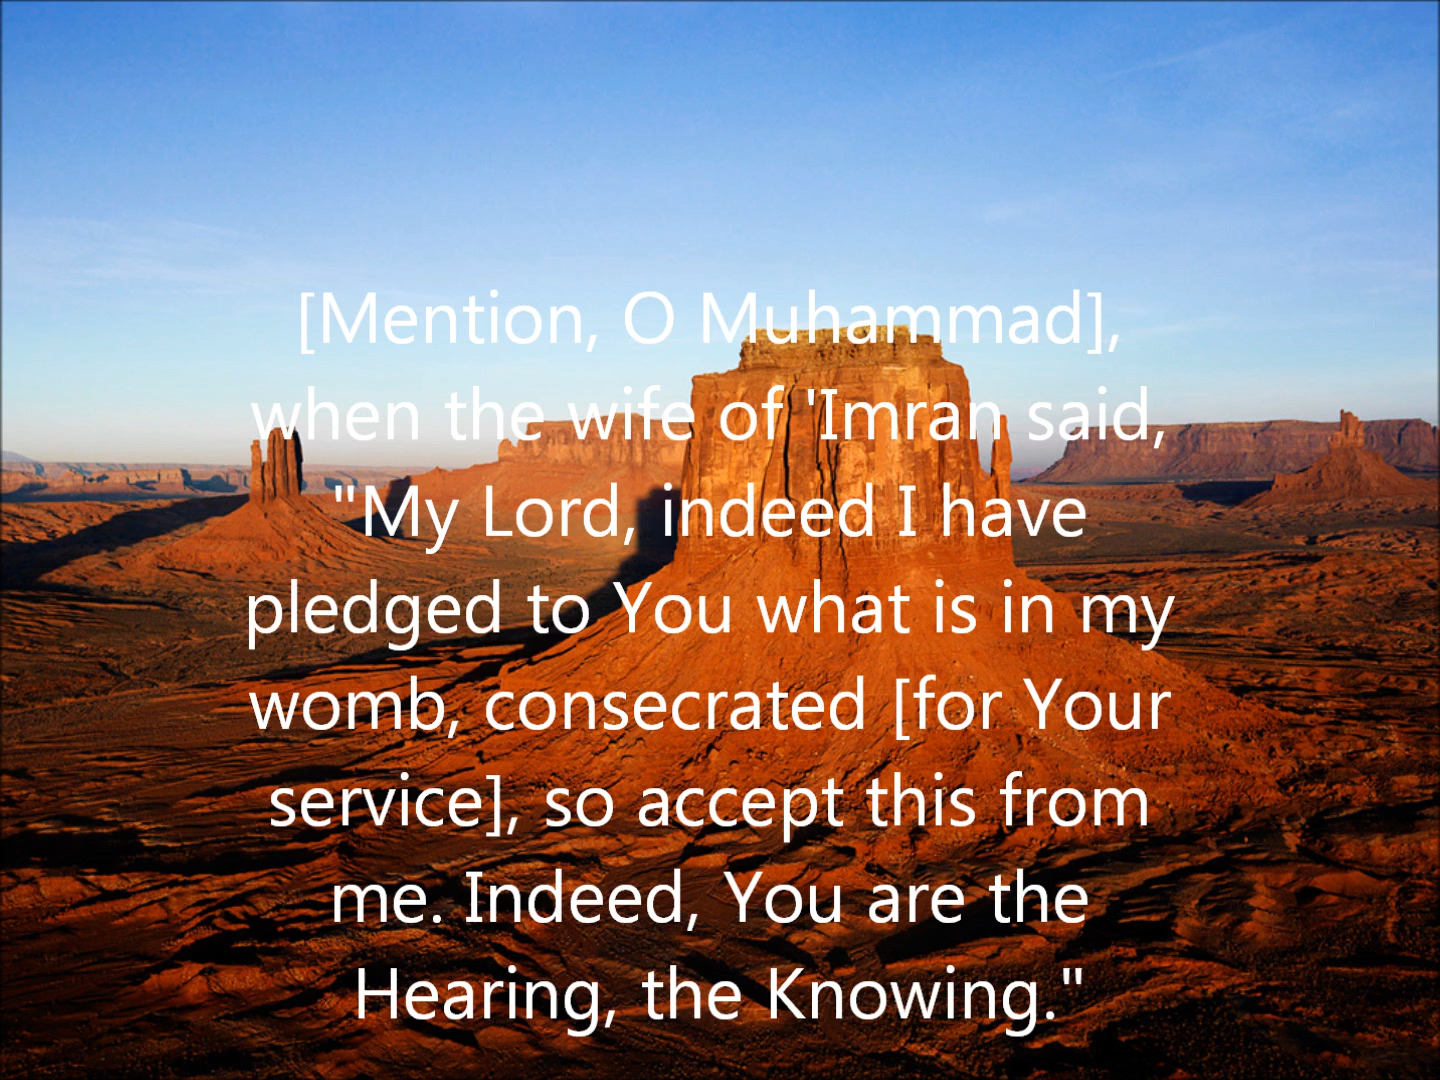 [Mention, O Muhammad],
when the wife of 'Imran said,
"My Lord, indeed I have
pledged to You what is in my
womb, consecrated [for Your
service], so accept this from
me. Indeed, You are the
Hearing, the Knowing."